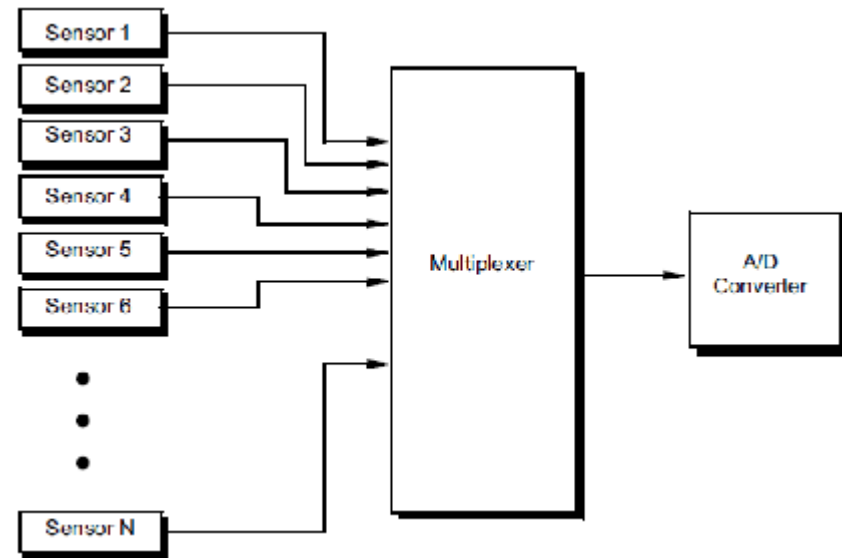 Sensor 1
Sensor 2
Sensor 3
Sensor 4
Sensor 5
Sensor 6
Sensor N
Multiplexer
A/D
Converter